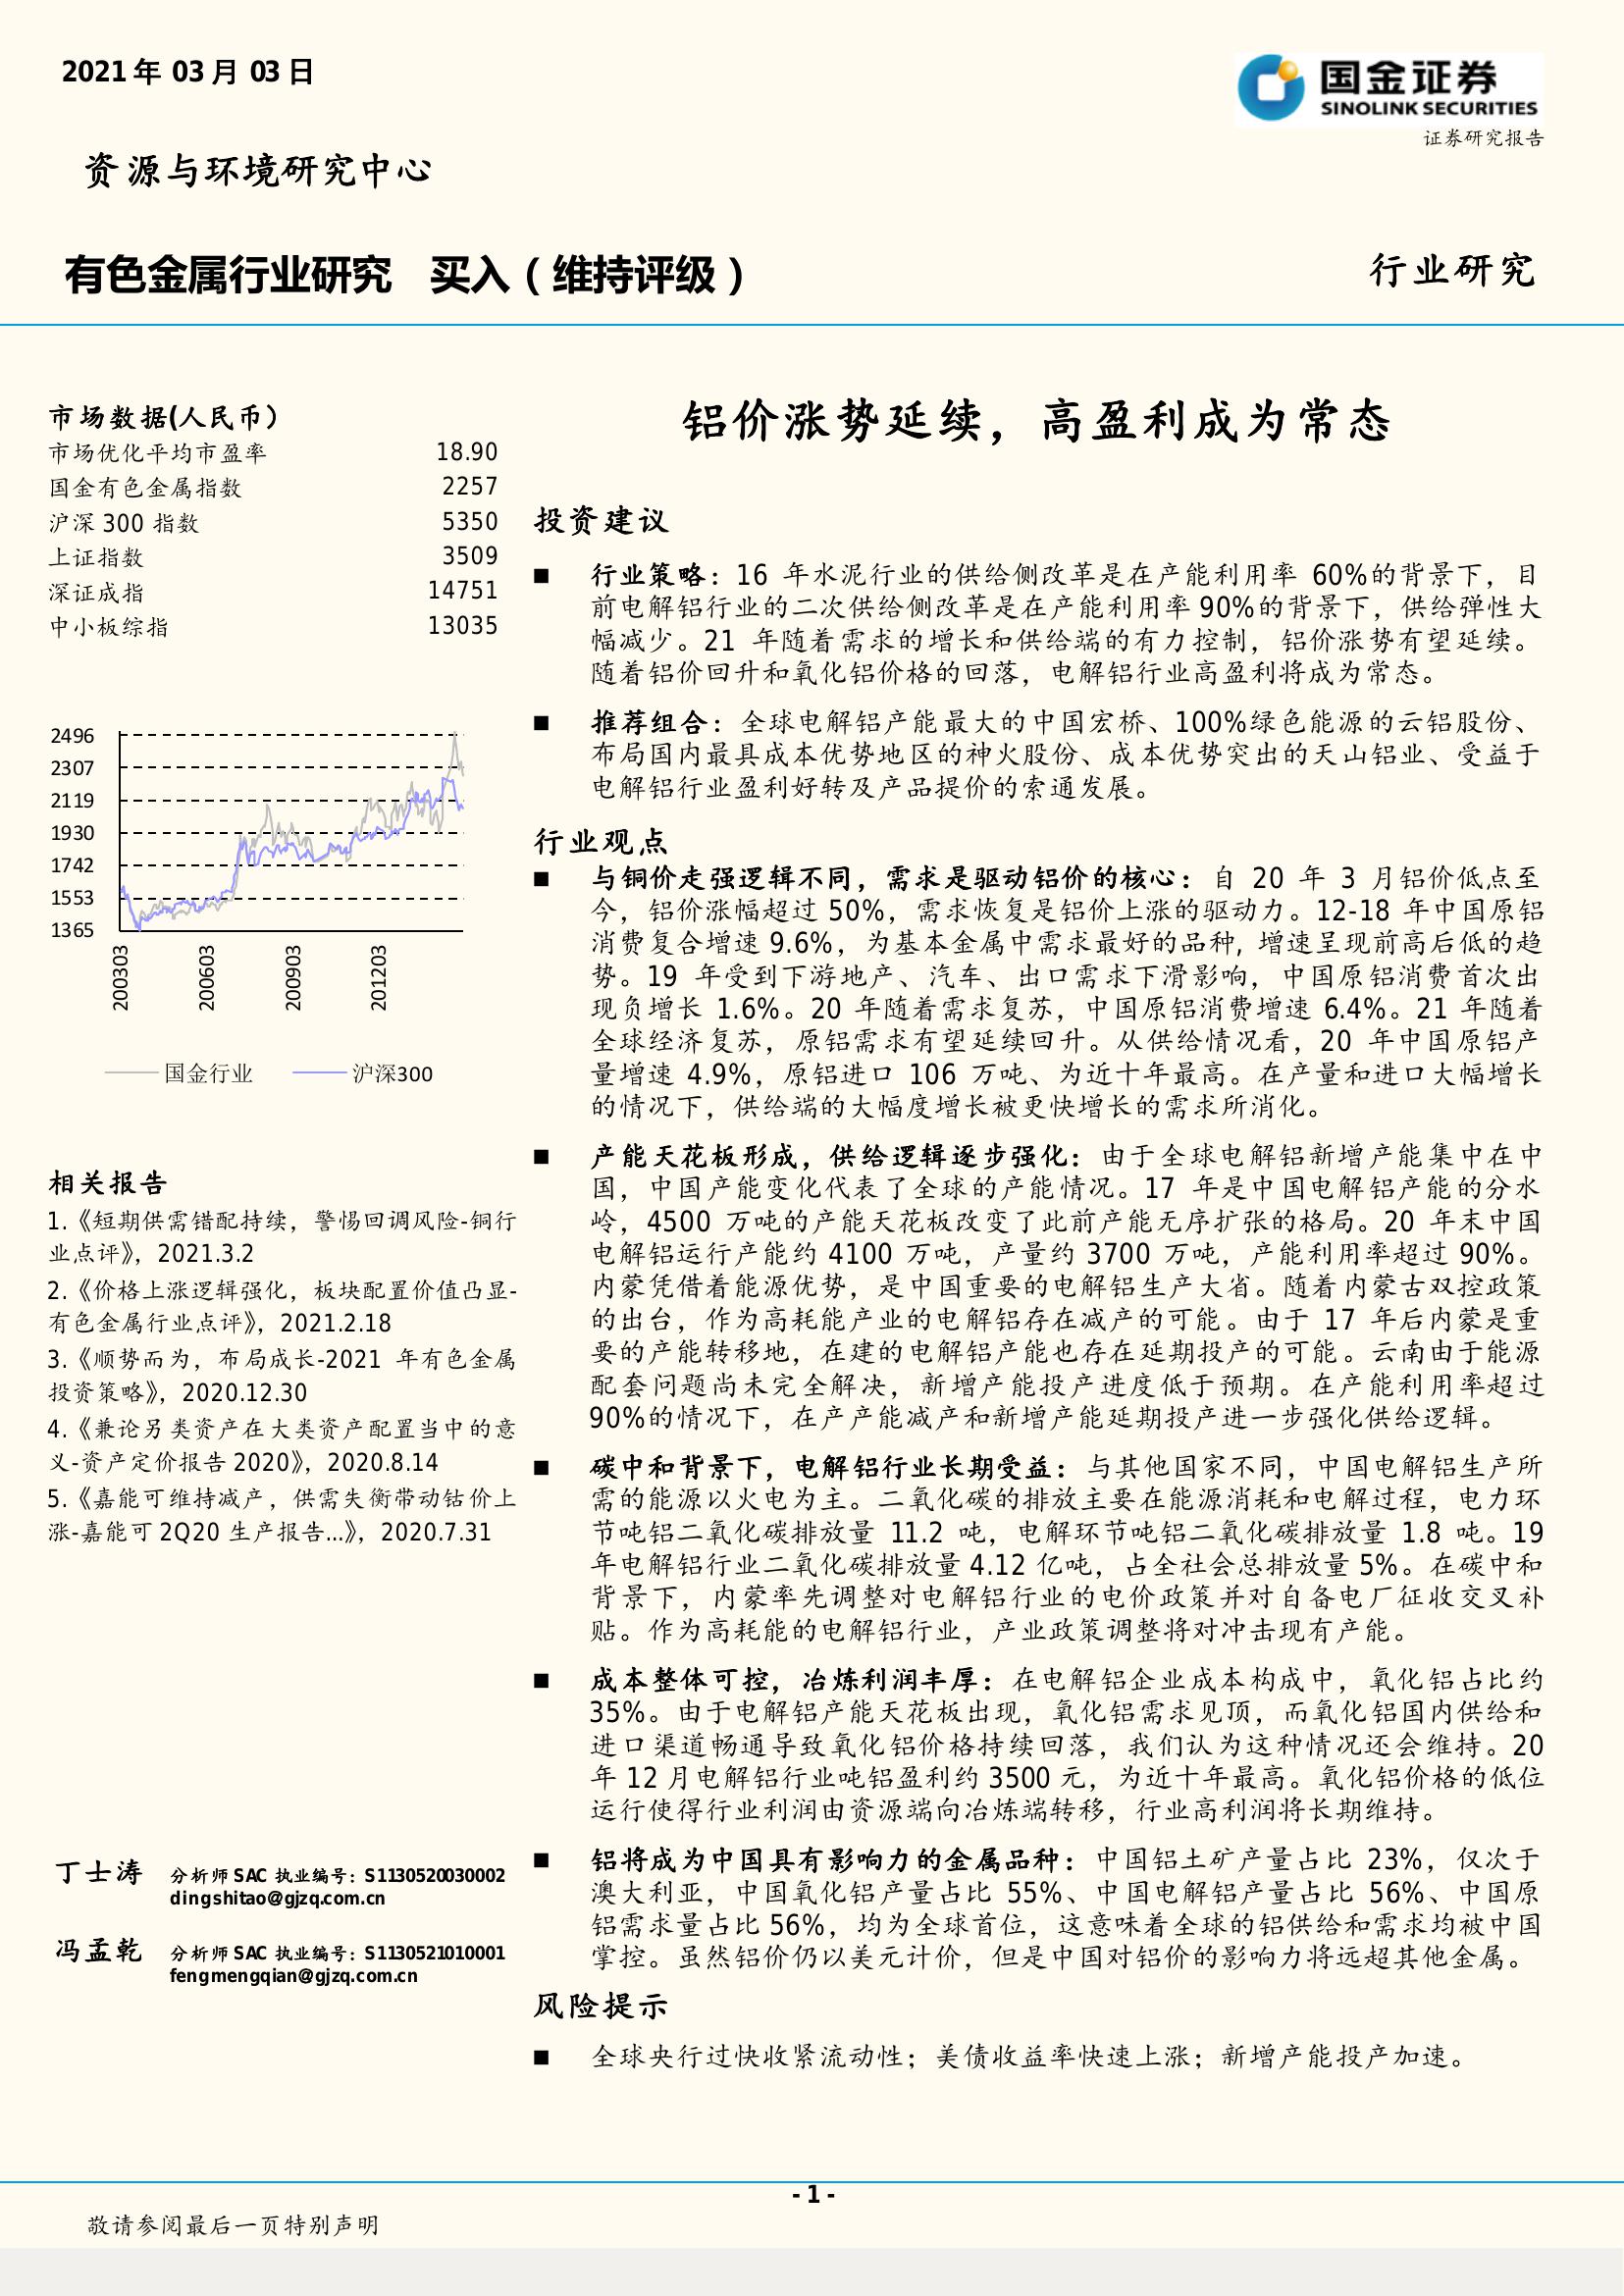 2021 年 03 月 03 日
国金证券
SINOLINK SECURITIES
证券研究报告
资源与环境研究中心
有色金属行业研究 买入（维持评级）
行业研究
市场数据(人民币）
市场优化平均市盈率 18.90
国金有色金属指数 2257
沪深 300 指数 5350
上证指数 3509
深证成指 14751
中小板综指 13035
2496
2307
2119
1930
1742
1553
1365
200303
200603
200903
201203
国金行业
沪深300
相关报告
1.《短期供需错配持续，警惕回调风险-铜行
业点评》，2021.3.2
2.《价格上涨逻辑强化，板块配置价值凸显-
有色金属行业点评》，2021.2.18
3.《顺势而为，布局成长-2021 年有色金属
投资策略》，2020.12.30
4.《兼论另类资产在大类资产配置当中的意
义-资产定价报告 2020》，2020.8.14
5.《嘉能可维持减产，供需失衡带动钴价上
涨-嘉能可 2Q20 生产报告...》，2020.7.31
丁士涛 分析师 SAC 执业编号：S1130520030002
dingshitao@gjzq.com.cn
冯孟乾 分析师 SAC 执业编号：S1130521010001
fengmengqian@gjzq.com.cn
铝价涨势延续，高盈利成为常态
投资建议
■ 行业策略：16 年水泥行业的供给侧改革是在产能利用率 60%的背景下，目
前电解铝行业的二次供给侧改革是在产能利用率 90%的背景下，供给弹性大
幅减少。21 年随着需求的增长和供给端的有力控制，铝价涨势有望延续。
随着铝价回升和氧化铝价格的回落，电解铝行业高盈利将成为常态。
■ 推荐组合：全球电解铝产能最大的中国宏桥、100%绿色能源的云铝股份、
布局国内最具成本优势地区的神火股份、成本优势突出的天山铝业、受益于
电解铝行业盈利好转及产品提价的索通发展。
行业观点
■ 与铜价走强逻辑不同，需求是驱动铝价的核心：自 20 年 3 月铝价低点至
今，铝价涨幅超过 50%，需求恢复是铝价上涨的驱动力。12-18 年中国原铝
消费复合增速 9.6%，为基本金属中需求最好的品种，增速呈现前高后低的趋
势。19 年受到下游地产、汽车、出口需求下滑影响，中国原铝消费首次出
现负增长 1.6%。20 年随着需求复苏，中国原铝消费增速 6.4%。21 年随着
全球经济复苏，原铝需求有望延续回升。从供给情况看，20 年中国原铝产
量增速 4.9%，原铝进口 106 万吨、为近十年最高。在产量和进口大幅增长
的情况下，供给端的大幅度增长被更快增长的需求所消化。
■ 产能天花板形成，供给逻辑逐步强化：由于全球电解铝新增产能集中在中
国，中国产能变化代表了全球的产能情况。17 年是中国电解铝产能的分水
岭，4500 万吨的产能天花板改变了此前产能无序扩张的格局。20 年末中国
电解铝运行产能约 4100 万吨，产量约 3700 万吨，产能利用率超过 90%。
内蒙凭借着能源优势，是中国重要的电解铝生产大省。随着内蒙古双控政策
的出台，作为高耗能产业的电解铝存在减产的可能。由于 17 年后内蒙是重
要的产能转移地，在建的电解铝产能也存在延期投产的可能。云南由于能源
配套问题尚未完全解决，新增产能投产进度低于预期。在产能利用率超过
90%的情况下，在产产能减产和新增产能延期投产进一步强化供给逻辑。
■ 碳中和背景下，电解铝行业长期受益：与其他国家不同，中国电解铝生产所
需的能源以火电为主。二氧化碳的排放主要在能源消耗和电解过程，电力环
节吨铝二氧化碳排放量 11.2 吨，电解环节吨铝二氧化碳排放量 1.8 吨。19
年电解铝行业二氧化碳排放量 4.12 亿吨，占全社会总排放量 5%。在碳中和
背景下，内蒙率先调整对电解铝行业的电价政策并对自备电厂征收交叉补
贴。作为高耗能的电解铝行业，产业政策调整将对冲击现有产能。
■ 成本整体可控，冶炼利润丰厚：在电解铝企业成本构成中，氧化铝占比约
35%。由于电解铝产能天花板出现，氧化铝需求见顶，而氧化铝国内供给和
进口渠道畅通导致氧化铝价格持续回落，我们认为这种情况还会维持。20
年 12 月电解铝行业吨铝盈利约 3500 元，为近十年最高。氧化铝价格的低位
运行使得行业利润由资源端向冶炼端转移，行业高利润将长期维持。
■ 铝将成为中国具有影响力的金属品种：中国铝土矿产量占比 23%，仅次于
澳大利亚，中国氧化铝产量占比 55%、中国电解铝产量占比 56%、中国原
铝需求量占比 56%，均为全球首位，这意味着全球的铝供给和需求均被中国
掌控。虽然铝价仍以美元计价，但是中国对铝价的影响力将远超其他金属。
风险提示
■ 全球央行过快收紧流动性；美债收益率快速上涨；新增产能投产加速。
- 1 -
敬请参阅最后一页特别声明